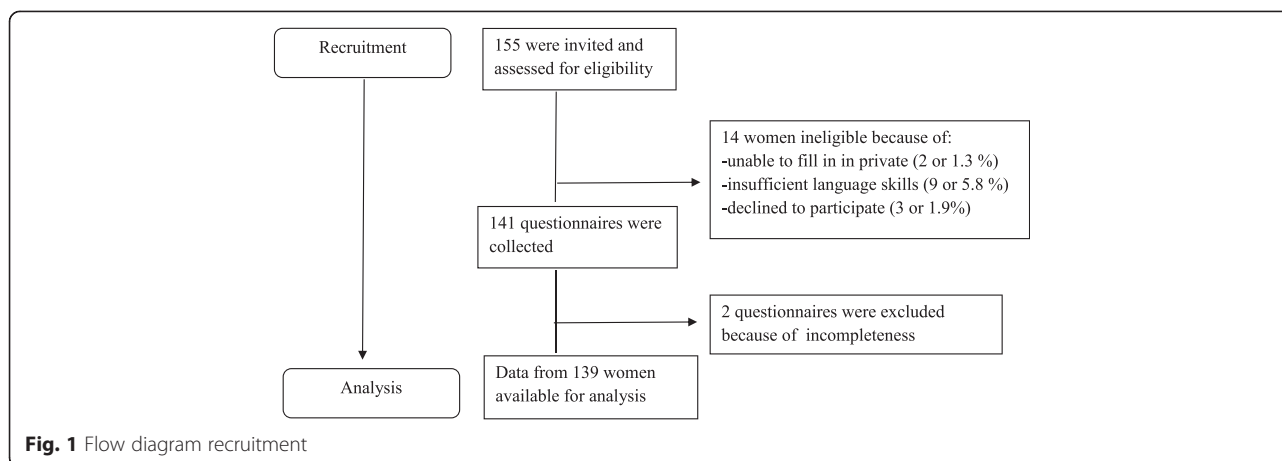 Recruitment
155 were invited and
assessed for eligibility
14 women ineligible because of:
-unable to fill in in private (2 or 1.3 %)
-insufficient language skills (9 or 5.8 %)
-declined to participate (3 or 1.9%)
141 questionnaires were
collected
2 questionnaires were excluded
because of incompleteness
Analysis
Data from 139 women
available for analysis
Fig. 1 Flow diagram recruitment